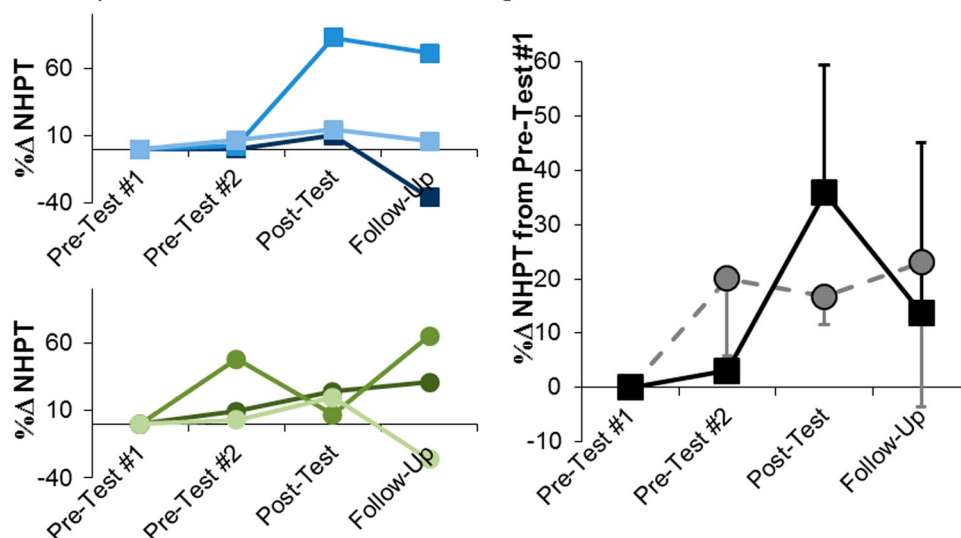 %Δ NHPT
60
10
-40
Pre-Test #1
Pre-Test #2
Post-Test
Follow-Up
%Δ NHPT
60
10
-40
Pre-Test #1
Pre-Test #2
Post-Test
Follow-Up
%Δ NHPT from Pre-Test #1
60
50
40
30
20
10
0
-10
Pre-Test #1
Pre-Test #2
Post-Test
Follow-Up